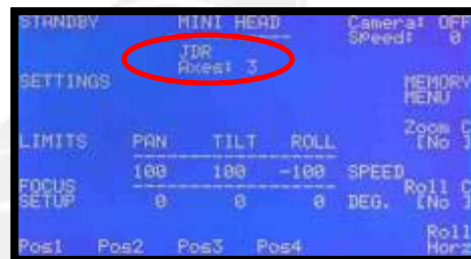 STANDBY MINI HEAD Camera: OFF
Speed: 0
JDR
Axes: 3
SETTINGS MEMORY
MENU
Zoom C
LIMITS PAN TILT ROLL [No ]
100 100 -100 SPEED
FOCUS Roll C
SETUP 0 0 0 DEG. [No ]
Roll
Pos1 Pos2 Pos3 Pos4 Horz